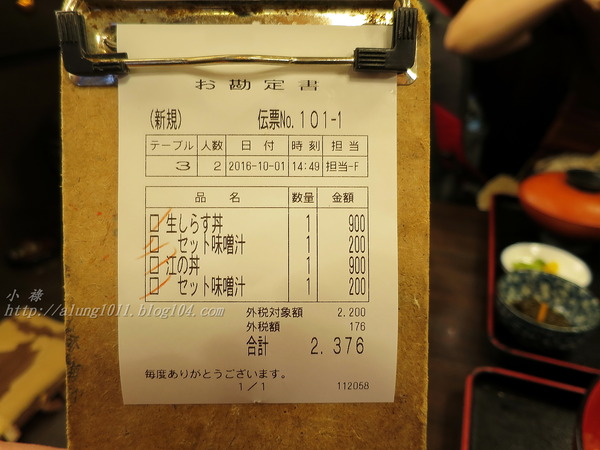 お勘定書
(新規) 伝票No.101-1
テーブル 人数 日付 時刻 担当
3 2 2016-10-01 14:49 担当-F
品名 数量 金額
□ 生しらす丼 1 900
□ セット味噌汁 1 200
□ 江の丼 1 900
□ セット味噌汁 1 200
外税対象額 2,200
外税額 176
合計 2,376
毎度ありがとうございます。
1/1 112058
小祿
http://alung1011.blog104.com/